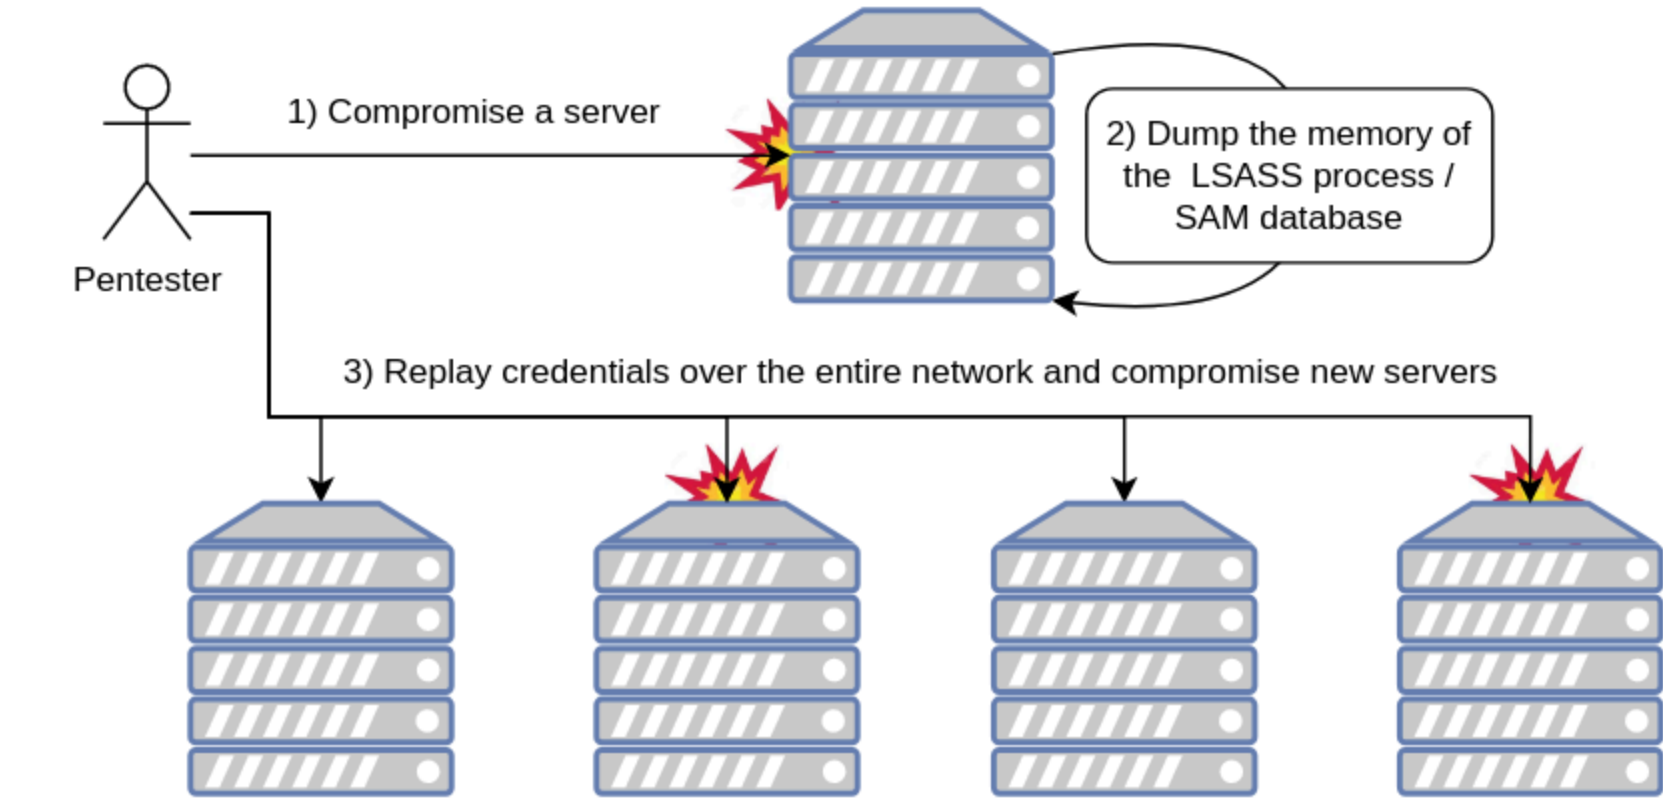 1) Compromise a server
2) Dump the memory of
the  LSASS process /
SAM database
Pentester
3) Replay credentials over the entire network and compromise new servers